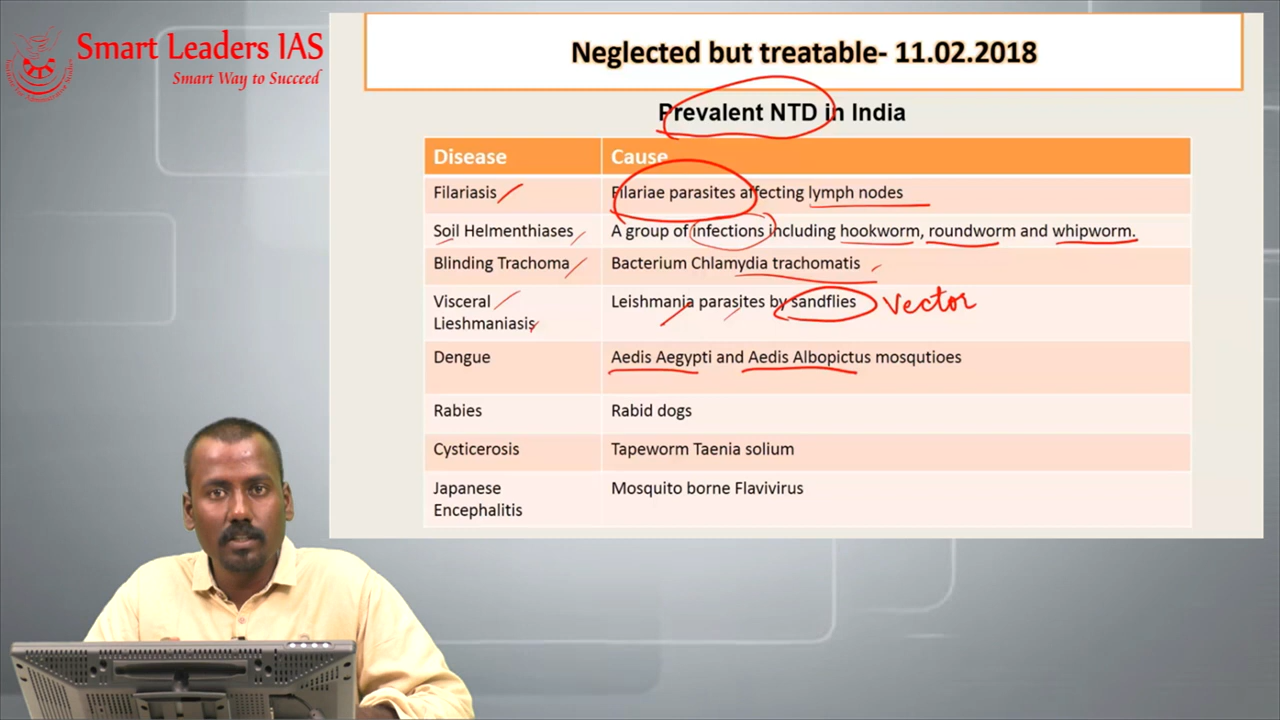 Smart Leaders IAS
Smart Way to Succeed
Neglected but treatable- 11.02.2018
Prevalent NTD in India
Disease Cause
Filariasis Filariae parasites affecting lymph nodes
Soil Helmenthiases A group of infections including hookworm, roundworm and whipworm.
Blinding Trachoma Bacterium Chlamydia trachomatis
Visceral Lieshmaniasis Leishmania parasites by sandflies Vector
Dengue Aedis Aegypti and Aedis Albopictus mosqutioes
Rabies Rabid dogs
Cysticerosis Tapeworm Taenia solium
Japanese Encephalitis Mosquito borne Flavivirus